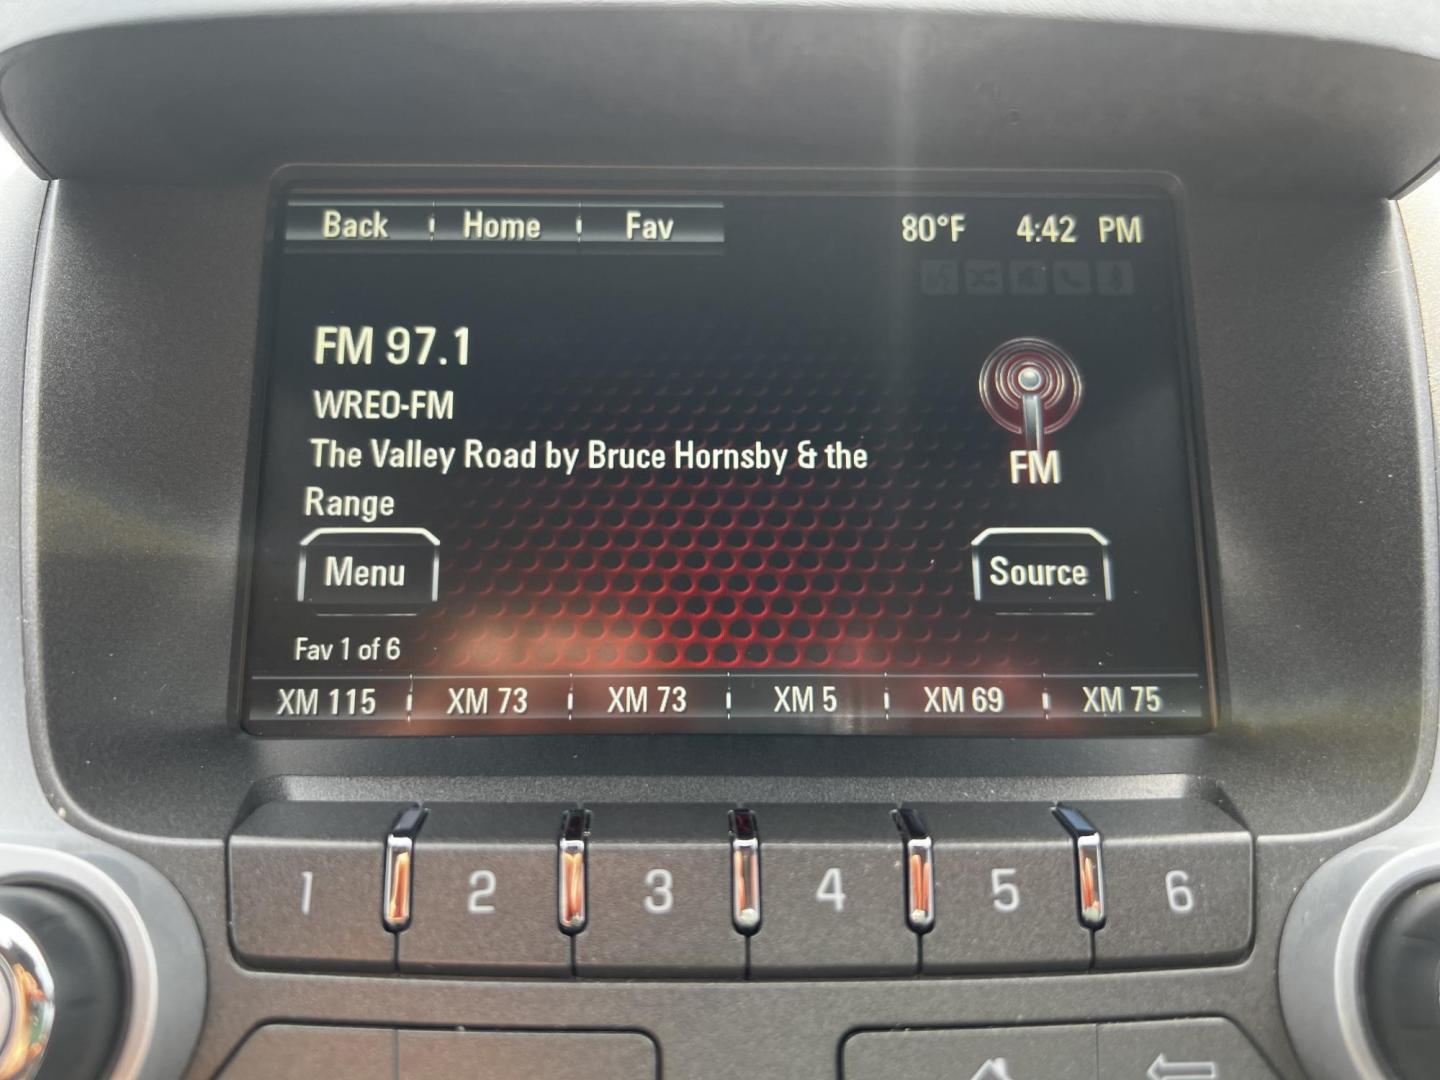 Back Home Fav 80°F 4:42 PM
FM 97.1
WREO-FM
The Valley Road by Bruce Hornsby & the
Range
FM
Menu Source
Fav 1 of 6
XM 115 XM 73 XM 73 XM 5 XM 69 XM 75
1 2 3 4 5 6